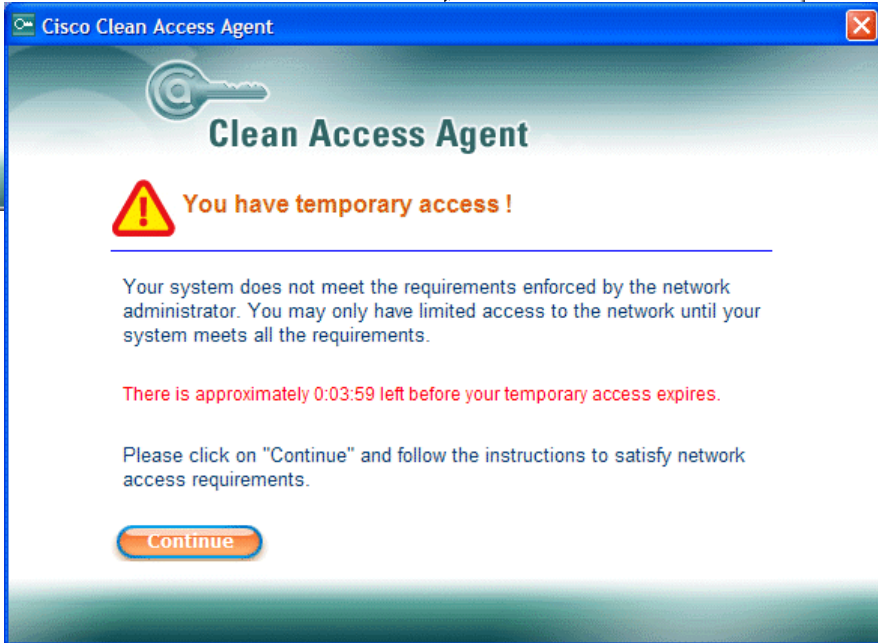 Cisco Clean Access Agent
Clean Access Agent
You have temporary access !
Your system does not meet the requirements enforced by the network
administrator. You may only have limited access to the network until your
system meets all the requirements.
There is approximately 0:03:59 left before your temporary access expires.
Please click on "Continue" and follow the instructions to satisfy network
access requirements.
Continue